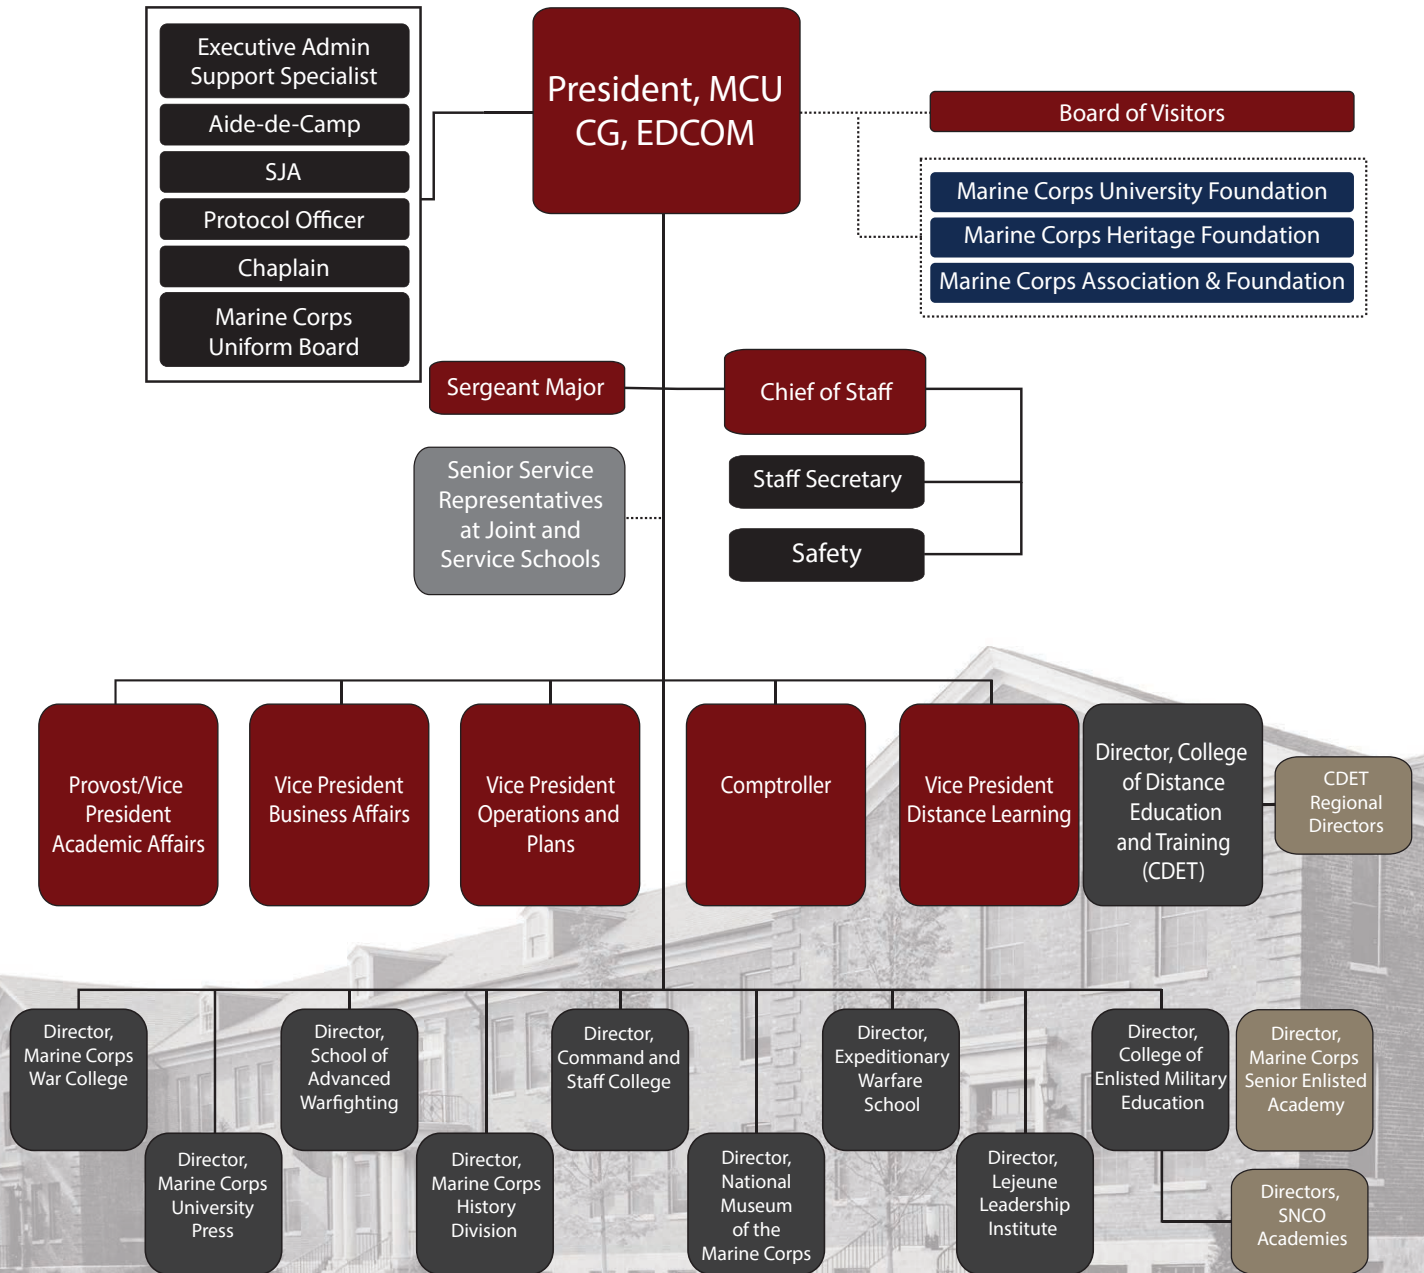 Executive Admin
Support Specialist
Aide-de-Camp
SJA
Protocol Officer
Chaplain
Marine Corps
Uniform Board
President, MCU
CG, EDCOM
Board of Visitors
Marine Corps University Foundation
Marine Corps Heritage Foundation
Marine Corps Association & Foundation
Sergeant Major
Chief of Staff
Senior Service
Representatives
at Joint and
Service Schools
Staff Secretary
Safety
Provost/Vice
President
Academic Affairs
Vice President
Business Affairs
Vice President
Operations and
Plans
Comptroller
Vice President
Distance Learning
Director, College
of Distance
Education
and Training
(CDET)
CDET
Regional
Directors
Director,
Marine Corps
War College
Director,
Marine Corps
University
Press
Director,
School of
Advanced
Warfighting
Director,
Marine Corps
History
Division
Director,
Command and
Staff College
Director,
National
Museum
of the
Marine Corps
Director,
Expeditionary
Warfare
School
Director,
Lejeune
Leadership
Institute
Director,
College of
Enlisted Military
Education
Director,
Marine Corps
Senior Enlisted
Academy
Directors,
SNCO
Academies